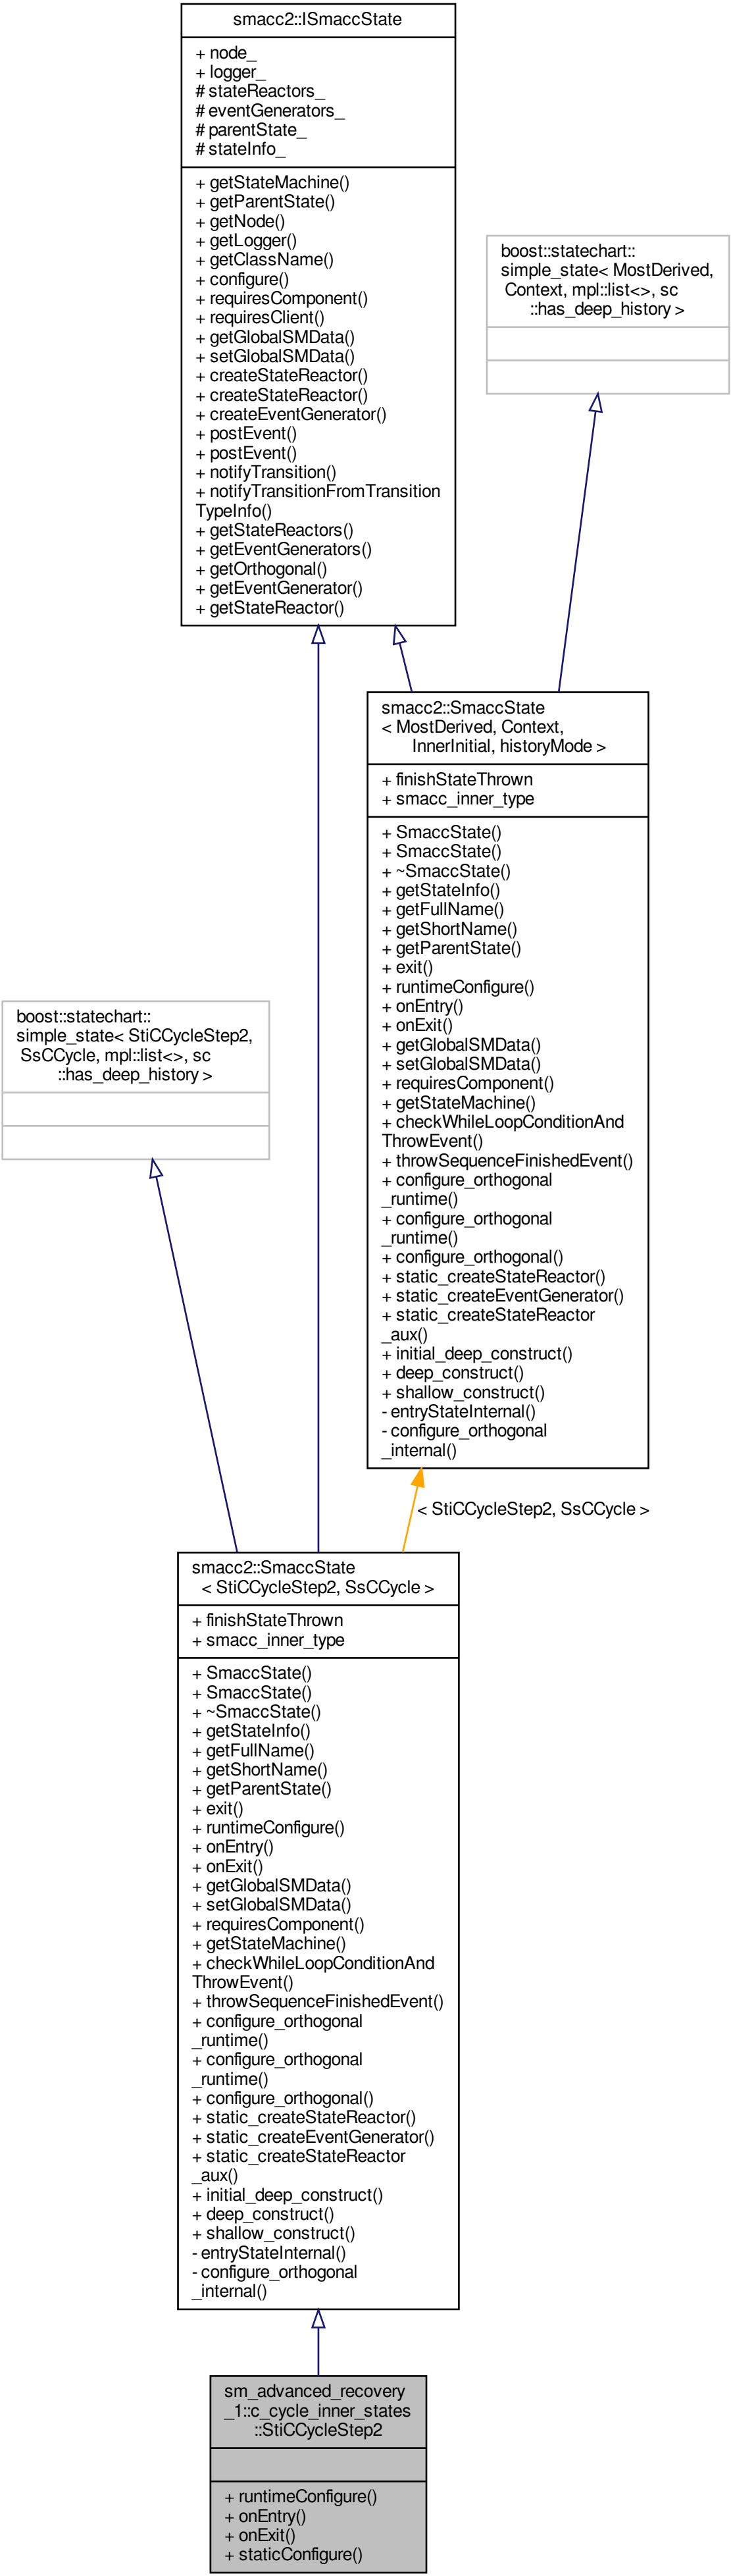 smacc2::ISmaccState
+ node_
+ logger_
# stateReactors_
# eventGenerators_
# parentState_
# stateInfo_
+ getStateMachine()
+ getParentState()
+ getNode()
+ getLogger()
+ getClassName()
+ configure()
+ requiresComponent()
+ requiresClient()
+ getGlobalSMData()
+ setGlobalSMData()
+ createStateReactor()
+ createStateReactor()
+ createEventGenerator()
+ postEvent()
+ postEvent()
+ notifyTransition()
+ notifyTransitionFromTransition
TypeInfo()
+ getStateReactors()
+ getEventGenerators()
+ getOrthogonal()
+ getEventGenerator()
+ getStateReactor()
boost::statechart::
simple_state< MostDerived,
Context, mpl::list<>, sc
::has_deep_history >
smacc2::SmaccState
< MostDerived, Context,
InnerInitial, historyMode >
+ finishStateThrown
+ smacc_inner_type
+ SmaccState()
+ SmaccState()
+ ~SmaccState()
+ getStateInfo()
+ getFullName()
+ getShortName()
+ getParentState()
+ exit()
+ runtimeConfigure()
+ onEntry()
+ onExit()
+ getGlobalSMData()
+ setGlobalSMData()
+ requiresComponent()
+ getStateMachine()
+ checkWhileLoopConditionAnd
ThrowEvent()
+ throwSequenceFinishedEvent()
+ configure_orthogonal
_runtime()
+ configure_orthogonal
_runtime()
+ configure_orthogonal()
+ static_createStateReactor()
+ static_createEventGenerator()
+ static_createStateReactor
_aux()
+ initial_deep_construct()
+ deep_construct()
+ shallow_construct()
- entryStateInternal()
- configure_orthogonal
_internal()
boost::statechart::
simple_state< StiCCycleStep2,
SsCCycle, mpl::list<>, sc
::has_deep_history >
< StiCCycleStep2, SsCCycle >
smacc2::SmaccState
< StiCCycleStep2, SsCCycle >
+ finishStateThrown
+ smacc_inner_type
+ SmaccState()
+ SmaccState()
+ ~SmaccState()
+ getStateInfo()
+ getFullName()
+ getShortName()
+ getParentState()
+ exit()
+ runtimeConfigure()
+ onEntry()
+ onExit()
+ getGlobalSMData()
+ setGlobalSMData()
+ requiresComponent()
+ getStateMachine()
+ checkWhileLoopConditionAnd
ThrowEvent()
+ throwSequenceFinishedEvent()
+ configure_orthogonal
_runtime()
+ configure_orthogonal
_runtime()
+ configure_orthogonal()
+ static_createStateReactor()
+ static_createEventGenerator()
+ static_createStateReactor
_aux()
+ initial_deep_construct()
+ deep_construct()
+ shallow_construct()
- entryStateInternal()
- configure_orthogonal
_internal()
sm_advanced_recovery
_1::c_cycle_inner_states
::StiCCycleStep2
+ runtimeConfigure()
+ onEntry()
+ onExit()
+ staticConfigure()